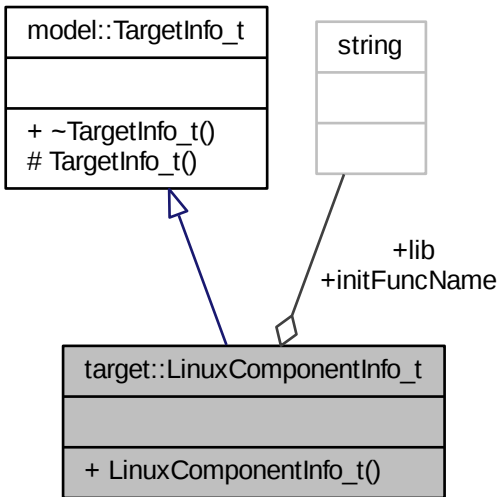 model::TargetInfo_t
+ ~TargetInfo_t()
# TargetInfo_t()
string
+lib
+initFuncName
target::LinuxComponentInfo_t
+ LinuxComponentInfo_t()